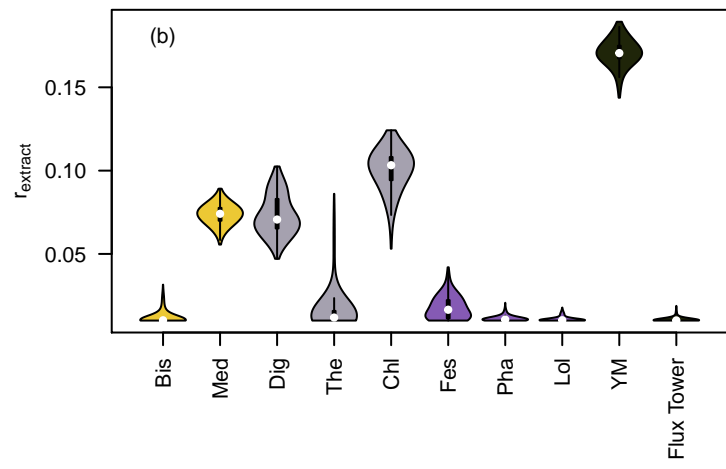 (b)
r_extract
0.15
0.10
0.05
Bis
Med
Dig
The
Chl
Fes
Pha
Lol
YM
Flux Tower